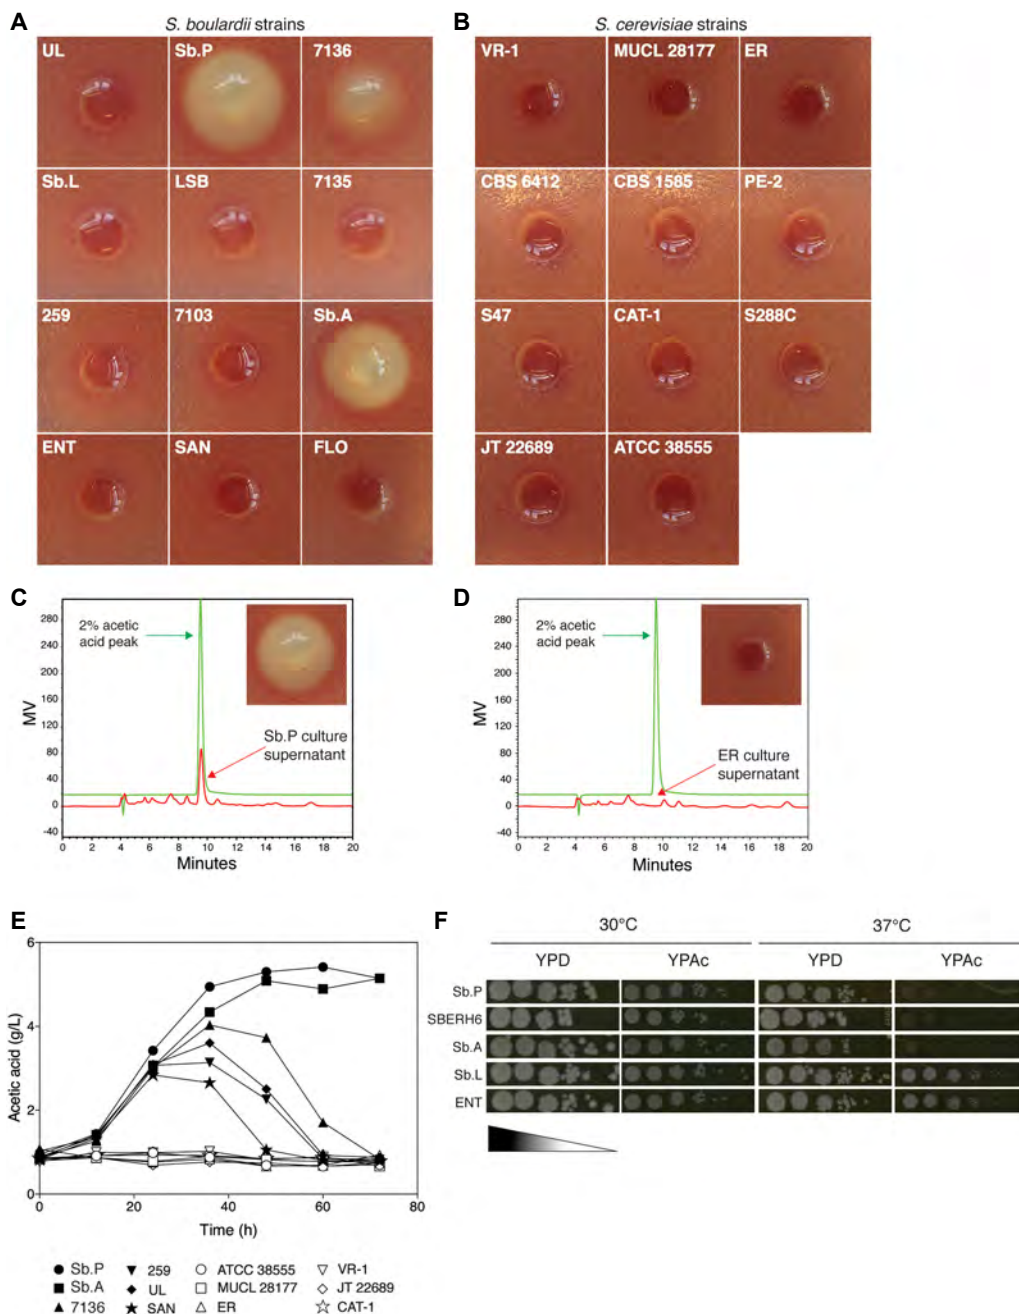 A S. boulardii strains
UL Sb.P 7136
Sb.L LSB 7135
259 7103 Sb.A
ENT SAN FLO
B S. cerevisiae strains
VR-1 MUCL 28177 ER
CBS 6412 CBS 1585 PE-2
S47 CAT-1 S288C
JT 22689 ATCC 38555
C
280
240
200
160
120
80
40
0
-40
MV
2% acetic
acid peak
Sb.P culture
supernatant
0 2 4 6 8 10 12 14 16 18 20
Minutes
D
280
240
200
160
120
80
40
0
-40
MV
2% acetic
acid peak
ER culture
supernatant
0 2 4 6 8 10 12 14 16 18 20
Minutes
E
6
4
2
0
Acetic acid (g/L)
0 20 40 60 80
Time (h)
Sb.P 259 ATCC 38555 VR-1
Sb.A UL MUCL 28177 JT 22689
7136 SAN ER CAT-1
F
30°C 37°C
YPD YPAc YPD YPAc
Sb.P
SBERH6
Sb.A
Sb.L
ENT